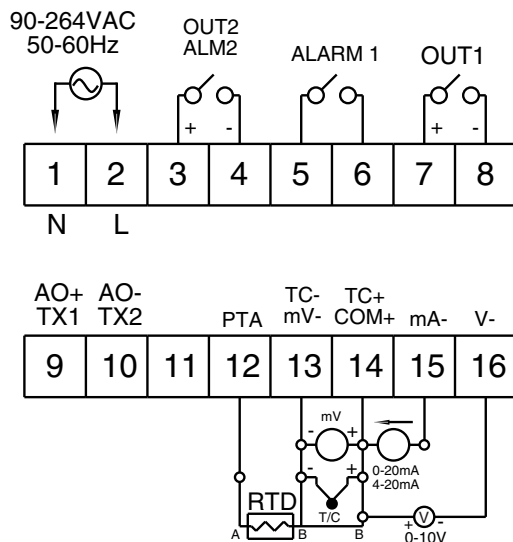 90-264VAC
50-60Hz
OUT2
ALM2
ALARM 1
OUT1
+ -
+ -
1 2 3 4 5 6 7 8
N L
AO+
TX1
AO-
TX2
PTA
TC-
mV-
TC+
COM+
mA-
V-
9 10 11 12 13 14 15 16
mV
- +
0-20mA
4-20mA
- +
T/C
RTD
A B B
+ V -
0-10V